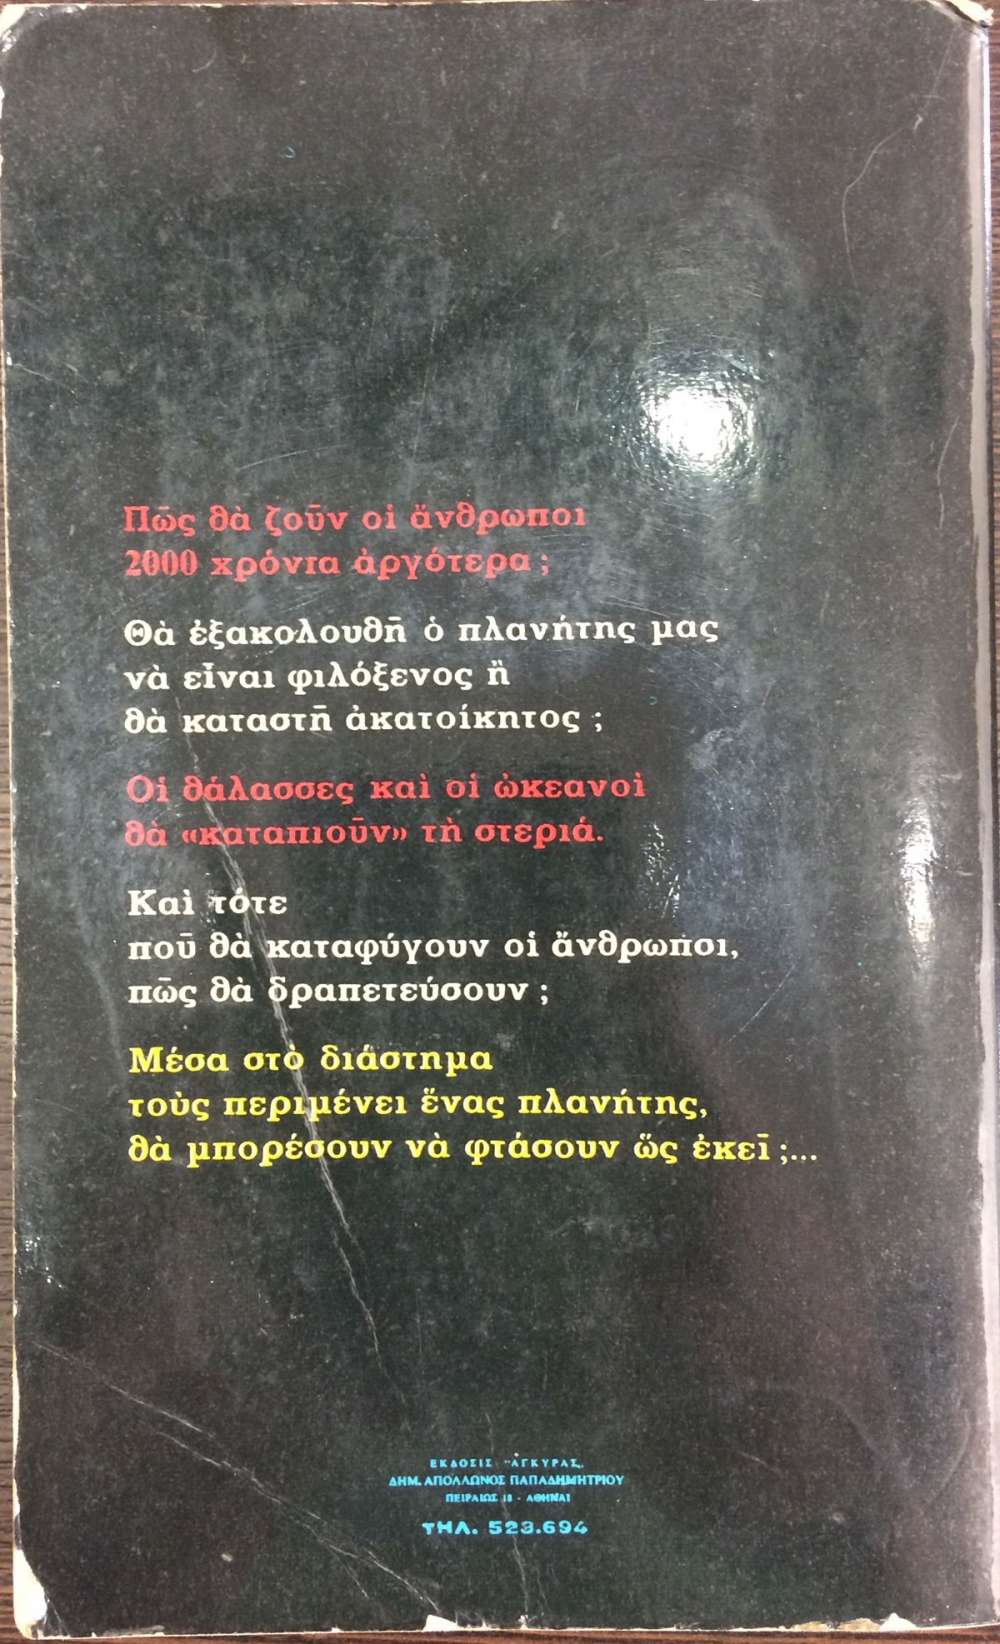 Πῶς θὰ ζοῦν οἱ ἄνθρωποι
2000 χρόνια ἀργότερα ;
Θὰ ἐξακολουθῆ ὁ πλανήτης μας
νὰ εἶναι φιλόξενος ἢ
θὰ καταστῆ ἀκατοίκητος ;
Οἱ θάλασσες καὶ οἱ ὠκεανοὶ
θὰ «καταπιοῦν» τὴ στεριά.
Καὶ τότε
ποῦ θὰ καταφύγουν οἱ ἄνθρωποι,
πῶς θὰ δραπετεύσουν ;
Μέσα στὸ διάστημα
τοὺς περιμένει ἕνας πλανήτης,
θὰ μπορέσουν νὰ φτάσουν ὥς ἐκεῖ ;...
ΕΚΔΟΣΙΣ "ΑΓΚΥΡΑΣ,,
ΔΗΜ. ΑΠΟΛΛΩΝΟΣ ΠΑΠΑΔΗΜΗΤΡΙΟΥ
ΠΕΙΡΑΙΩΣ 18 - ΑΘΗΝΑΙ
ΤΗΛ. 523.694